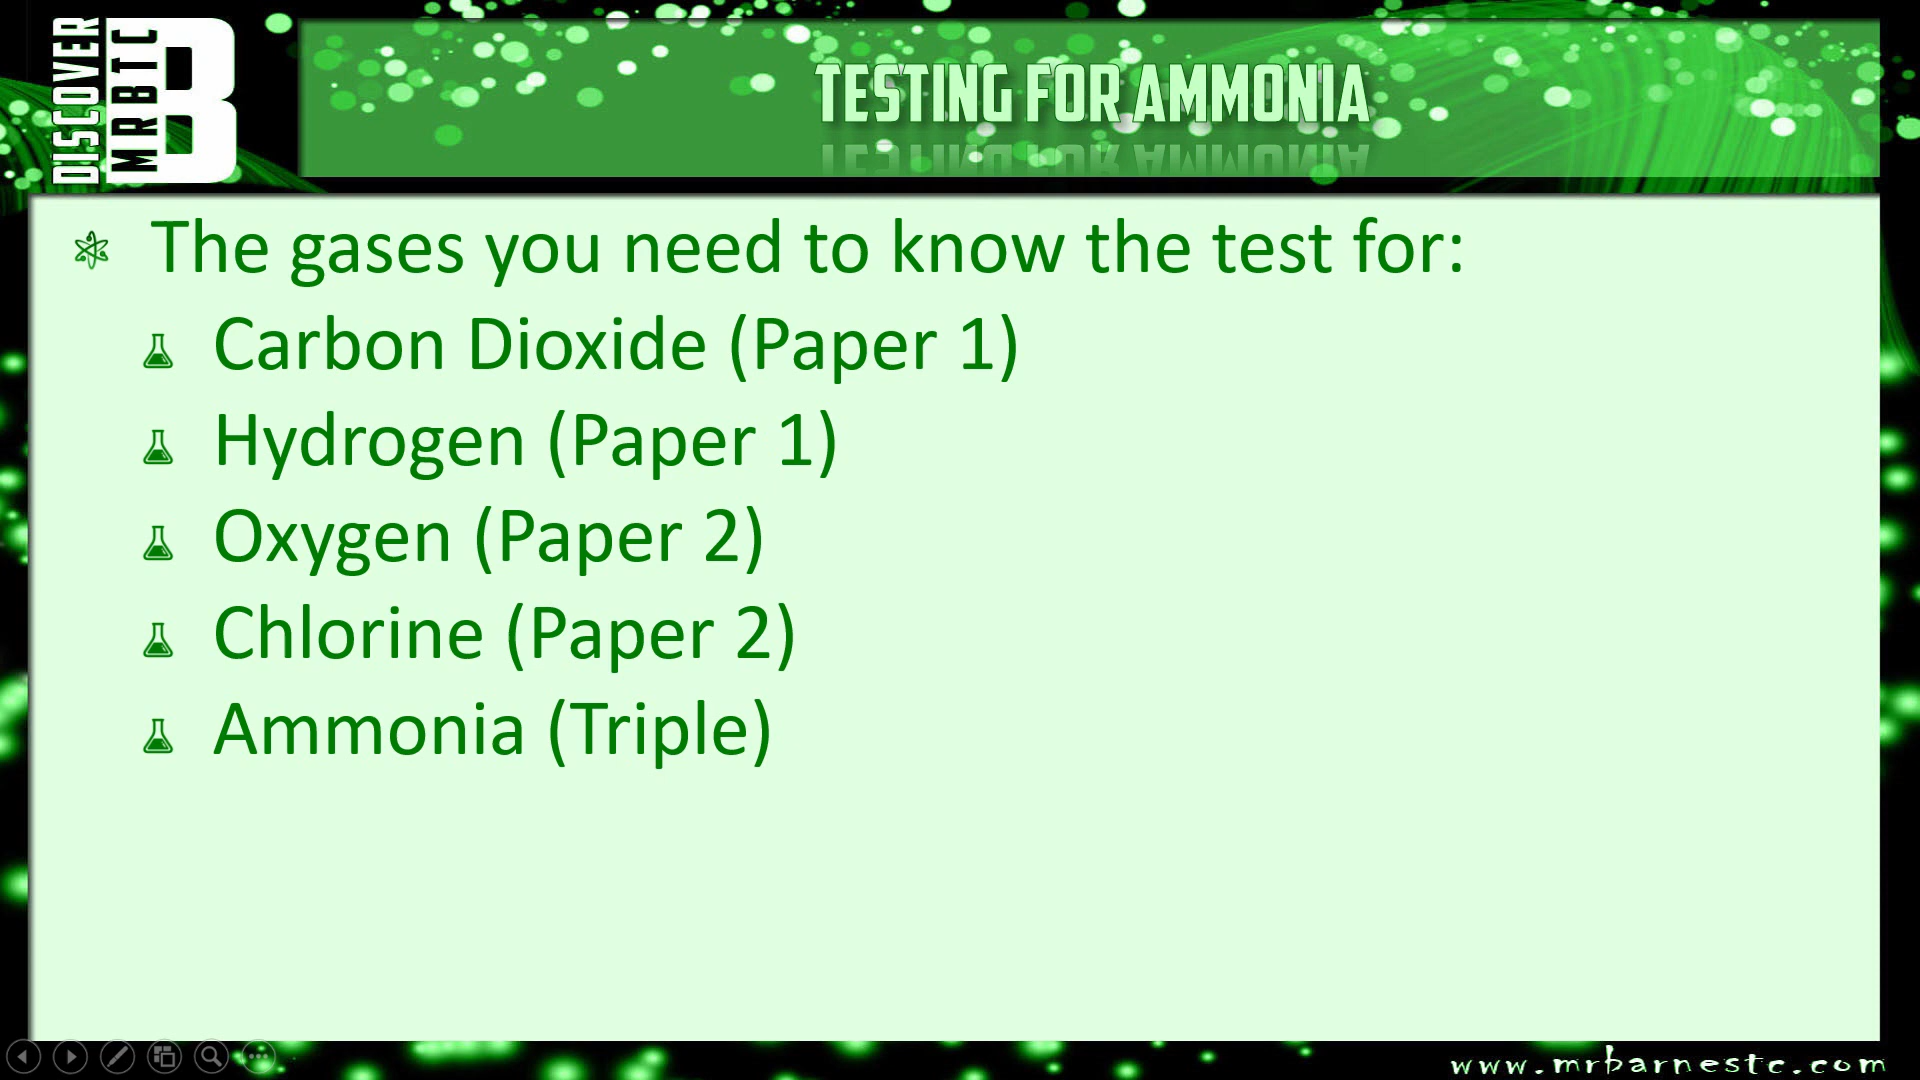 DISCOVER
MRBTC
B
TESTING FOR AMMONIA
The gases you need to know the test for:
Carbon Dioxide (Paper 1)
Hydrogen (Paper 1)
Oxygen (Paper 2)
Chlorine (Paper 2)
Ammonia (Triple)
www.mrbarnestc.com